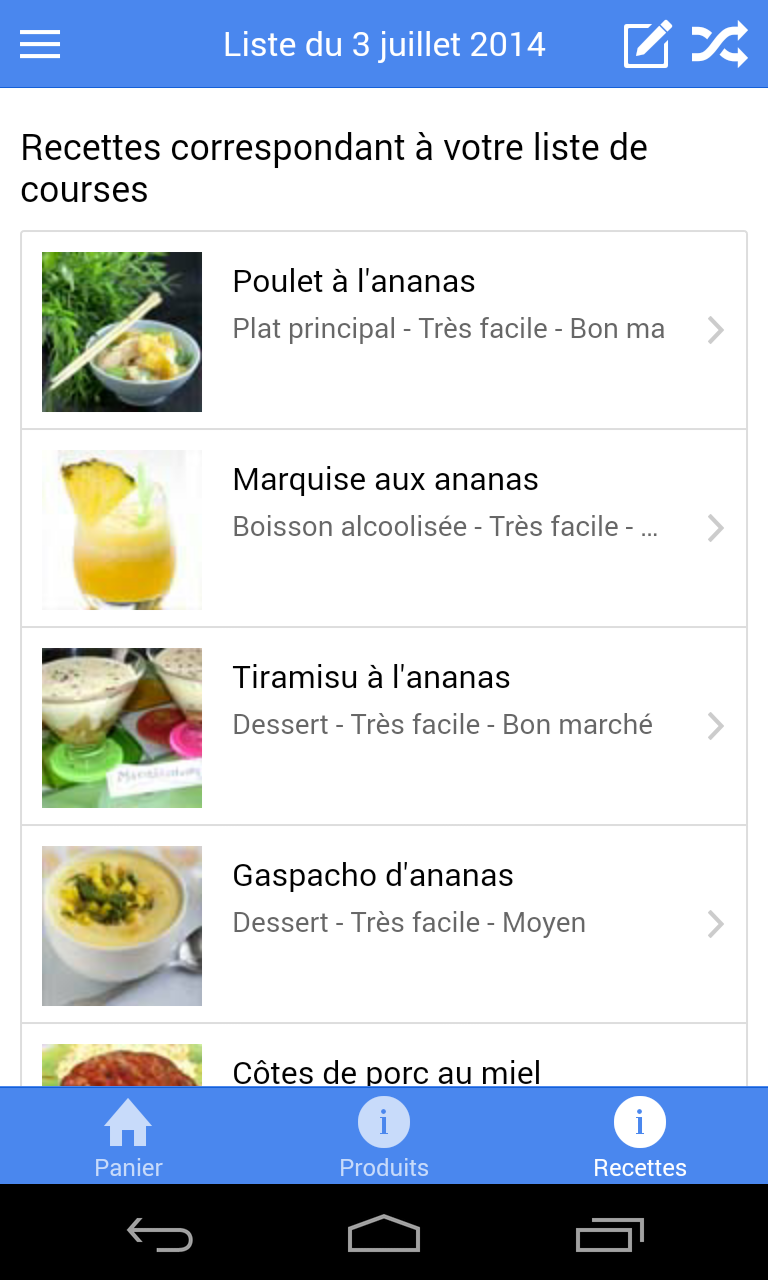 Liste du 3 juillet 2014
Recettes correspondant à votre liste de
courses
Poulet à l'ananas
Plat principal - Très facile - Bon ma
Marquise aux ananas
Boisson alcoolisée - Très facile - ...
Tiramisu à l'ananas
Dessert - Très facile - Bon marché
Gaspacho d'ananas
Dessert - Très facile - Moyen
Côtes de porc au miel
Panier
Produits
Recettes